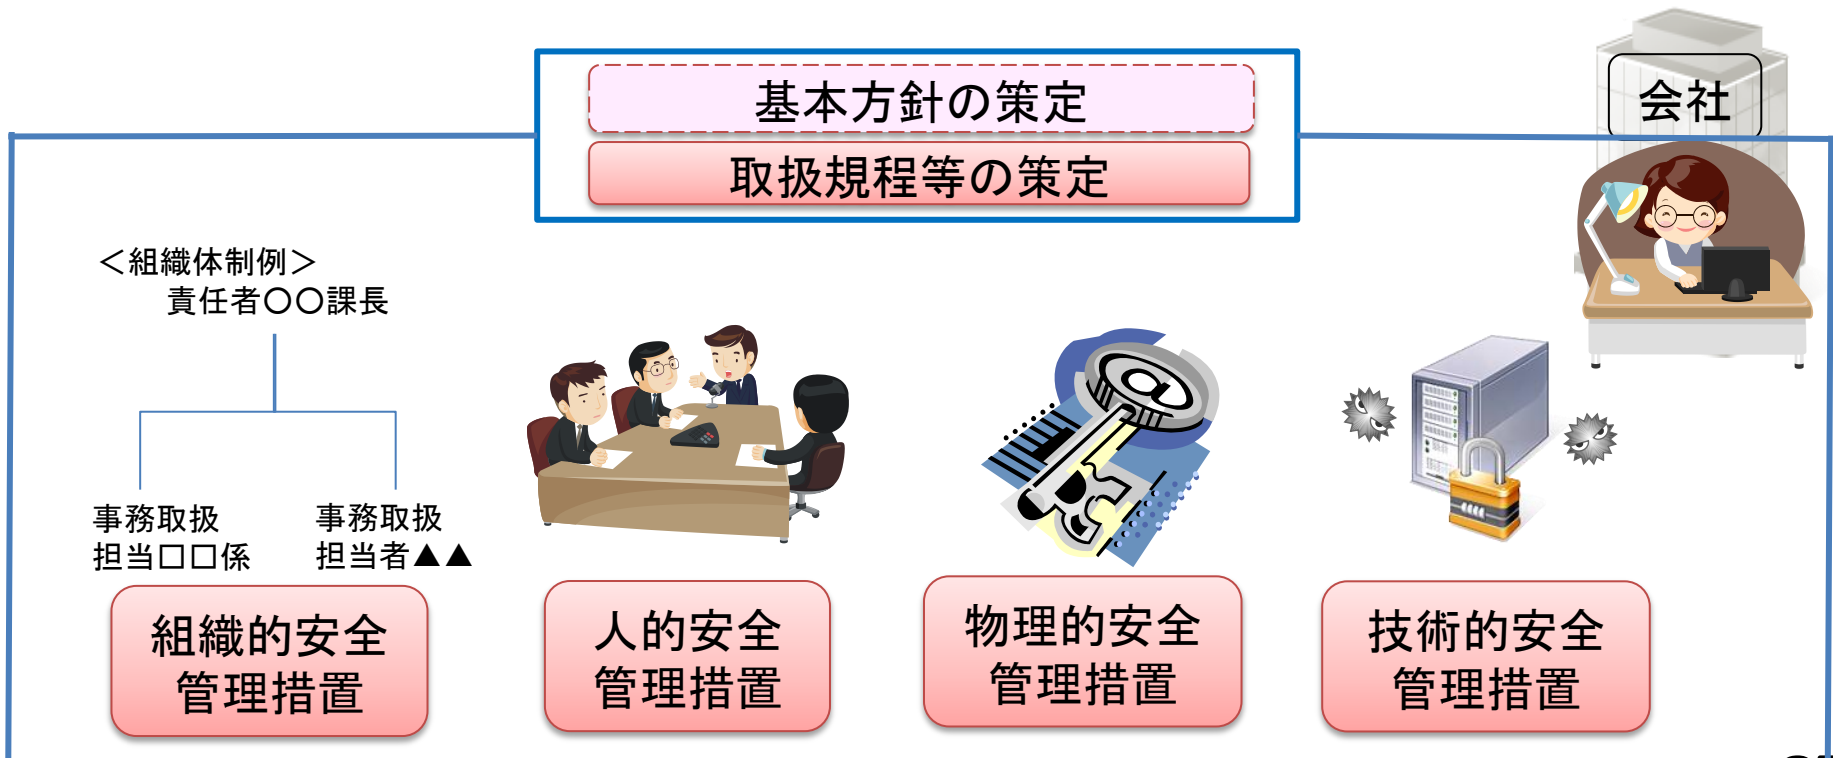 基本方針の策定
取扱規程等の策定
会社
＜組織体制例＞
責任者○○課長
事務取扱
担当□□係
事務取扱
担当者▲▲
組織的安全
管理措置
人的安全
管理措置
物理的安全
管理措置
技術的安全
管理措置